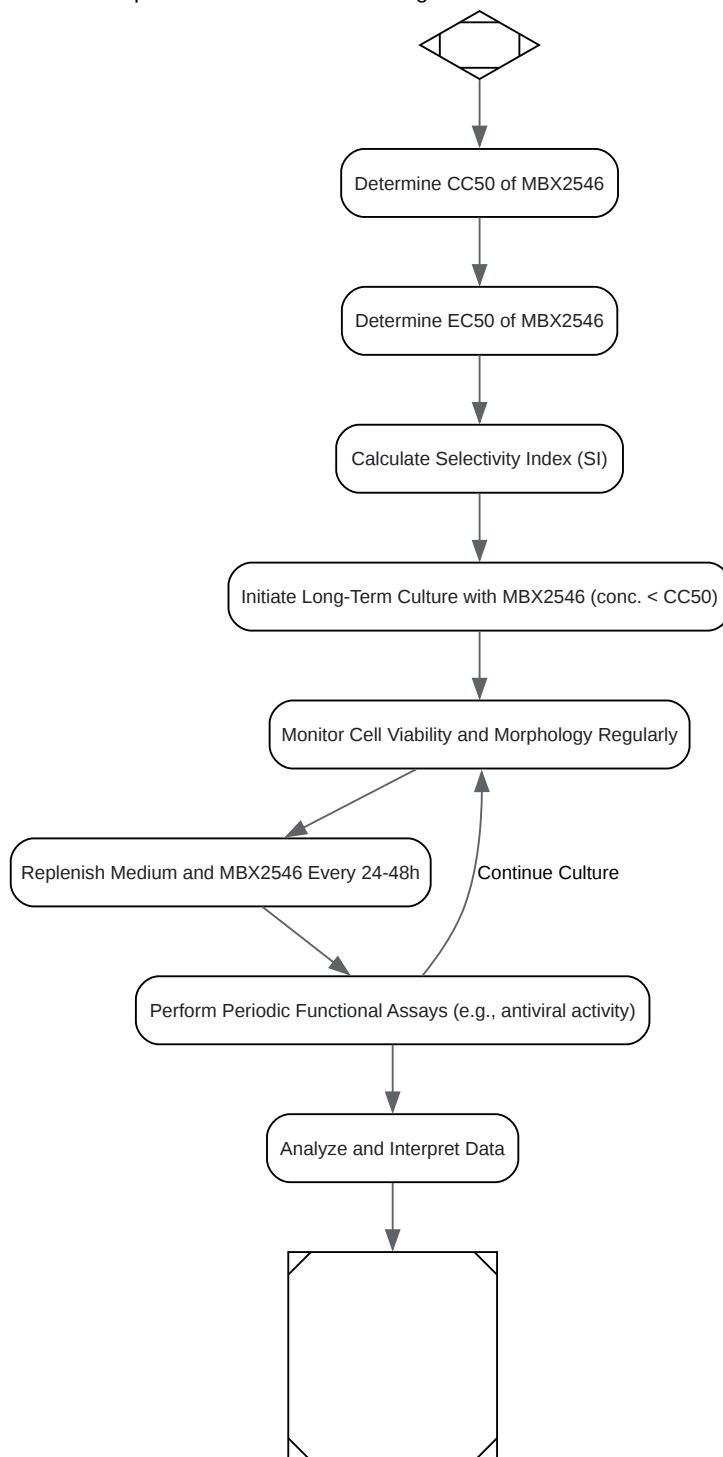 Determine CC50 of MBX2546
Determine EC50 of MBX2546
Calculate Selectivity Index (SI)
Initiate Long-Term Culture with MBX2546 (conc. < CC50)
Monitor Cell Viability and Morphology Regularly
Replenish Medium and MBX2546 Every 24-48h
Continue Culture
Perform Periodic Functional Assays (e.g., antiviral activity)
Analyze and Interpret Data